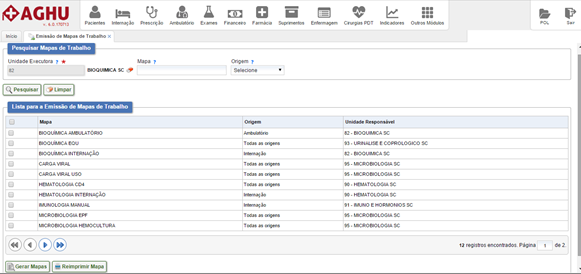 AGHU
v. 4.0.170713
Pacientes Internação Prescrição Ambulatório Exames Financeiro Farmácia Suprimentos Enfermagem Cirurgias PDT Indicadores Outros Módulos
POL Sair
Início Emissão de Mapas de Trabalho ×
Pesquisar Mapas de Trabalho
Unidade Executora ? * Mapa ? Origem ?
82 BIOQUIMICA SC Selecione
Pesquisar Limpar
Lista para a Emissão de Mapas de Trabalho
Mapa Origem Unidade Responsável
BIOQUÍMICA AMBULATÓRIO Ambulatório 82 - BIOQUIMICA SC
BIOQUÍMICA EQU Todas as origens 93 - URINALISE E COPROLOGICO SC
BIOQUÍMICA INTERNAÇÃO Internação 82 - BIOQUIMICA SC
CARGA VIRAL Todas as origens 95 - MICROBIOLOGIA SC
CARGA VIRAL USO Todas as origens 95 - MICROBIOLOGIA SC
HEMATOLOGIA CD4 Todas as origens 90 - HEMATOLOGIA SC
HEMATOLOGIA INTERNAÇÃO Internação 90 - HEMATOLOGIA SC
IMUNOLOGIA MANUAL Internação 91 - IMUNO E HORMONIOS SC
MICROBIOLOGIA EPF Todas as origens 95 - MICROBIOLOGIA SC
MICROBIOLOGIA HEMOCULTURA Todas as origens 95 - MICROBIOLOGIA SC
12 registros encontrados. Página 1 de 2.
Gerar Mapas Reimprimir Mapa